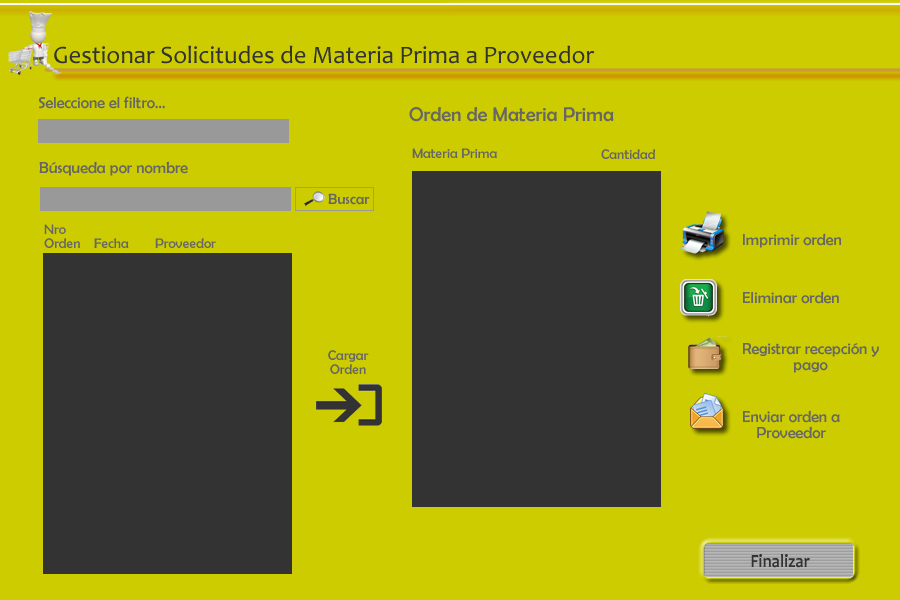 Gestionar Solicitudes de Materia Prima a Proveedor
Seleccione el filtro...
Búsqueda por nombre
Buscar
Nro
Orden Fecha Proveedor
Cargar
Orden
Orden de Materia Prima
Materia Prima Cantidad
Imprimir orden
Eliminar orden
Registrar recepción y
pago
Enviar orden a
Proveedor
Finalizar